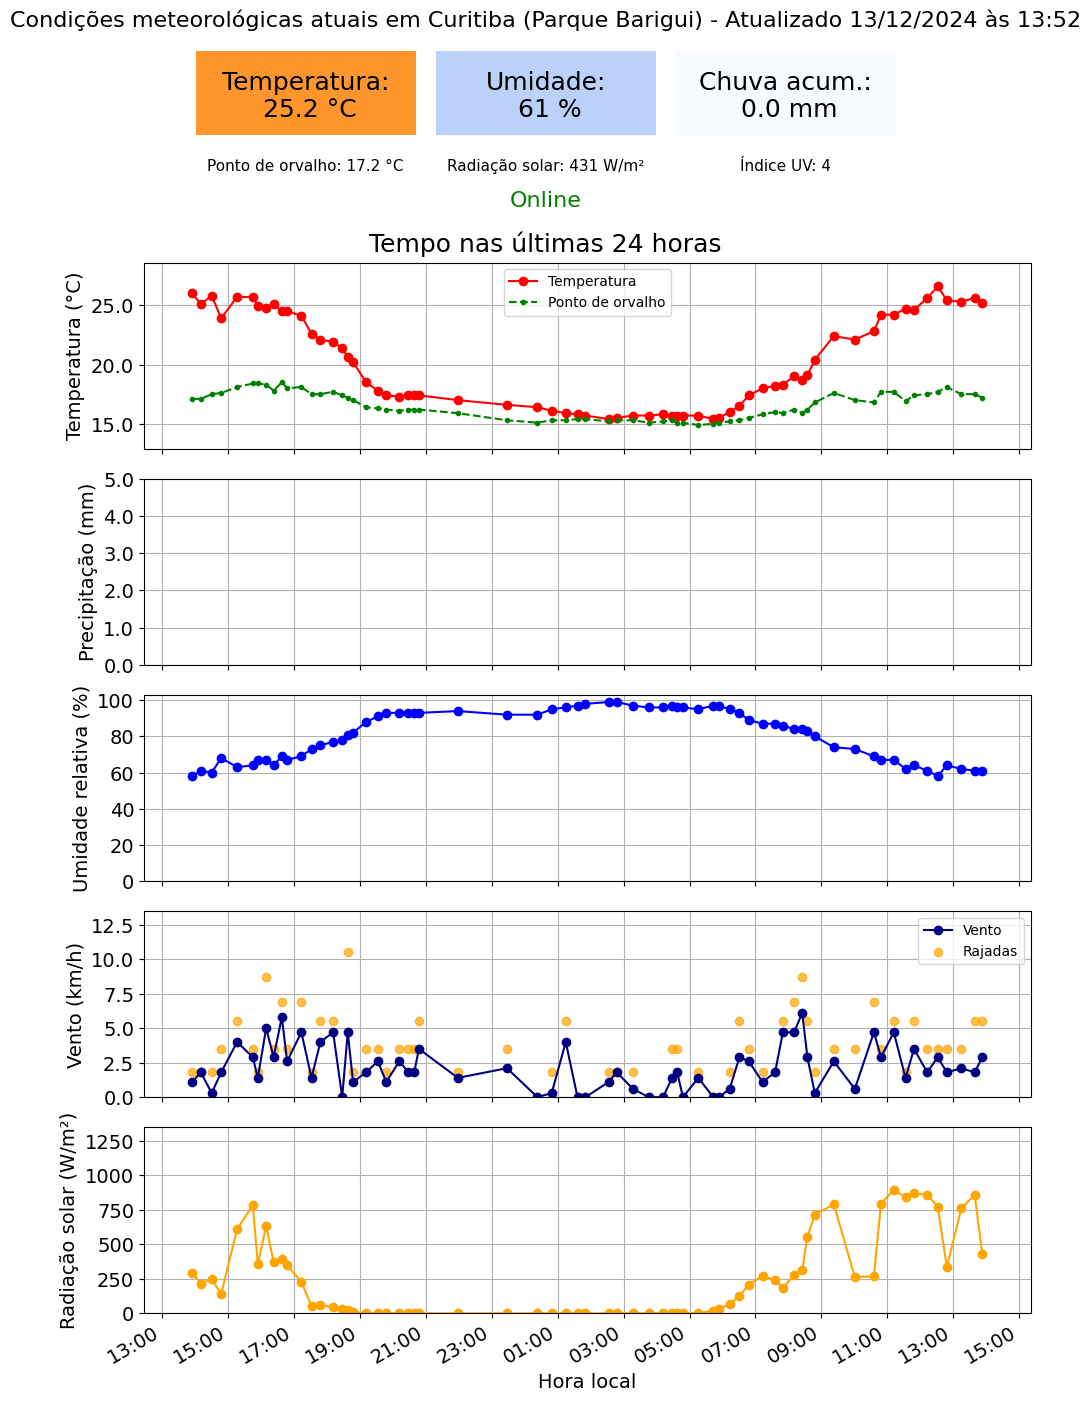 Condições meteorológicas atuais em Curitiba (Parque Barigui) - Atualizado 13/12/2024 às 13:52
Temperatura:
25.2 °C
Umidade:
61 %
Chuva acum.:
0.0 mm
Ponto de orvalho: 17.2 °C
Radiação solar: 431 W/m²
Índice UV: 4
Online
Tempo nas últimas 24 horas
Temperatura (°C)
25.0
20.0
15.0
Temperatura
Ponto de orvalho
Precipitação (mm)
5.0
4.0
3.0
2.0
1.0
0.0
Umidade relativa (%)
100
80
60
40
20
0
Vento (km/h)
12.5
10.0
7.5
5.0
2.5
0.0
Vento
Rajadas
Radiação solar (W/m²)
1250
1000
750
500
250
0
13:00
15:00
17:00
19:00
21:00
23:00
01:00
03:00
05:00
07:00
09:00
11:00
13:00
15:00
Hora local